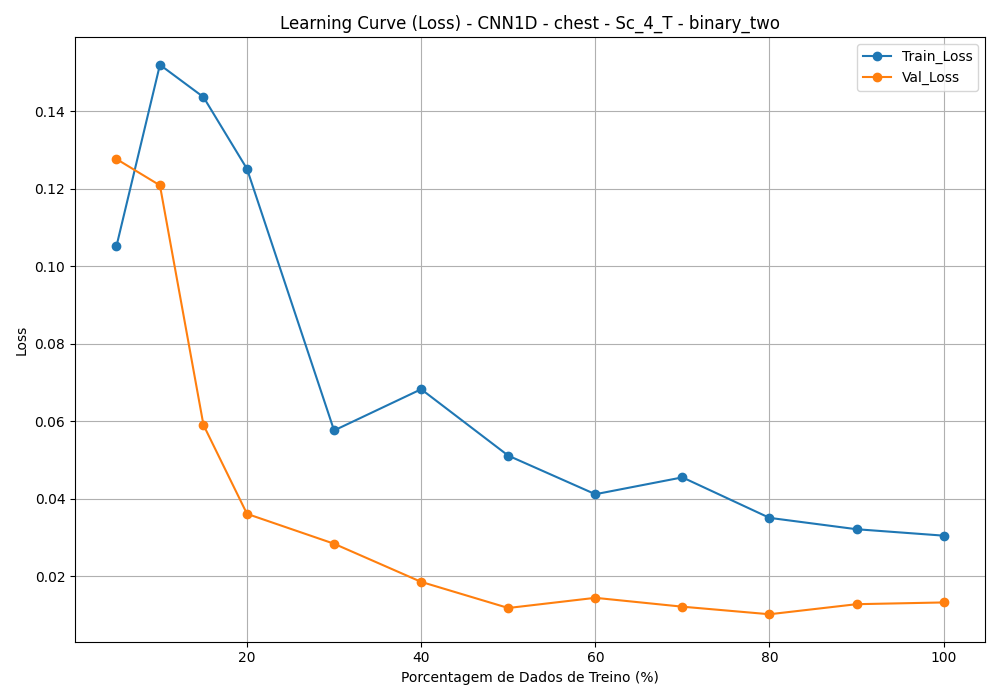 Learning Curve (Loss) - CNN1D - chest - Sc_4_T - binary_two
Train_Loss
Val_Loss
Loss
0.14
0.12
0.10
0.08
0.06
0.04
0.02
20 40 60 80 100
Porcentagem de Dados de Treino (%)